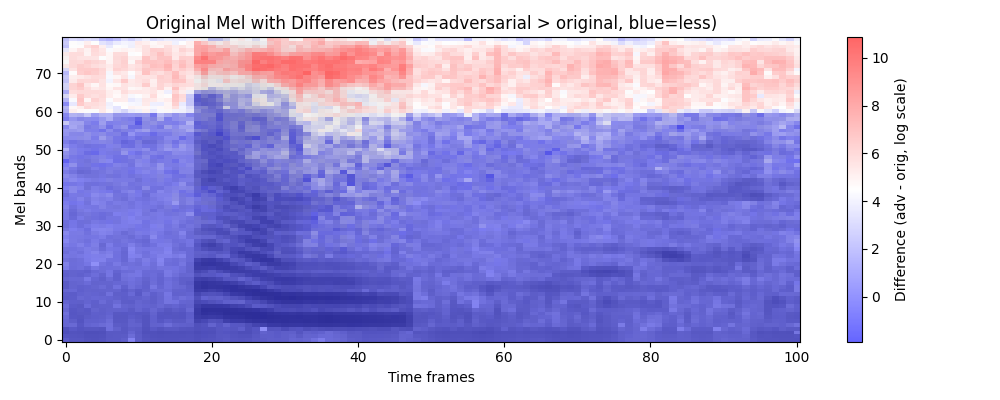 Original Mel with Differences (red=adversarial > original, blue=less)
70
60
50
40
30
20
10
0
Mel bands
0 20 40 60 80 100
Time frames
10
8
6
4
2
0
Difference (adv - orig, log scale)